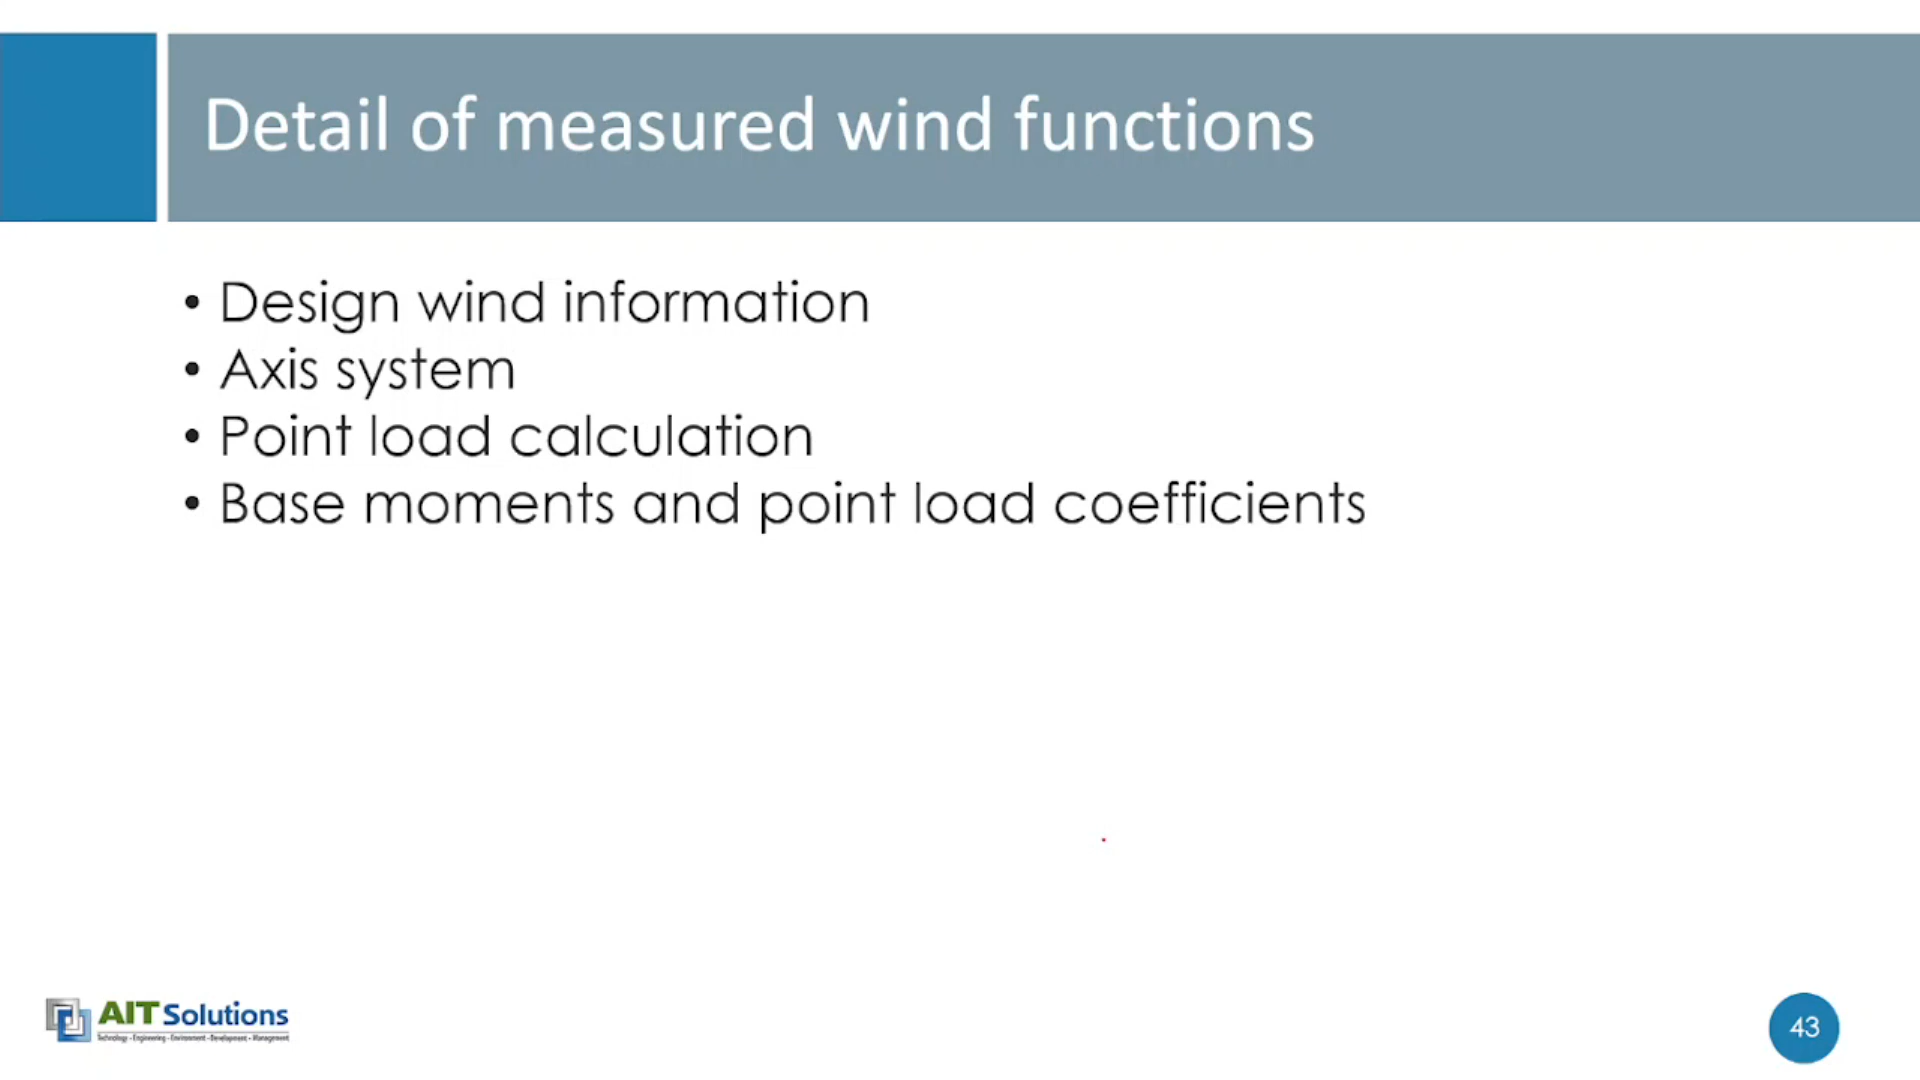 Detail of measured wind functions
• Design wind information
• Axis system
• Point load calculation
• Base moments and point load coefficients
AIT Solutions
Technology - Engineering - Environment - Development - Management
43